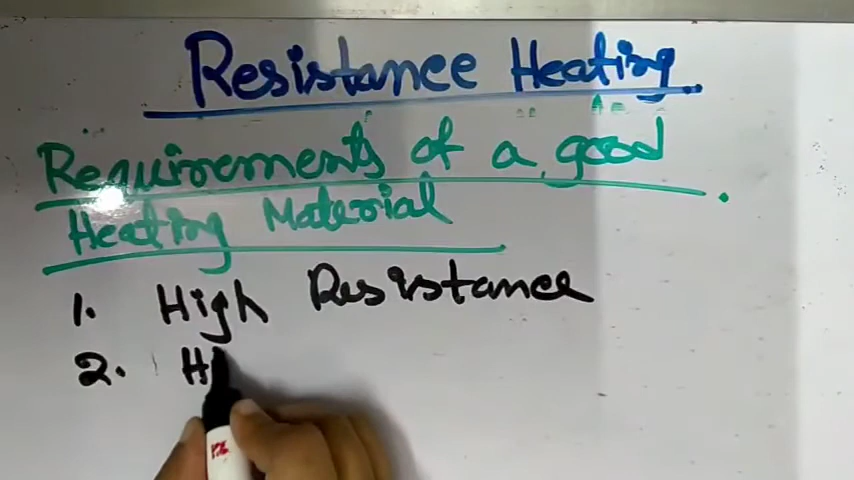 Resistance Heating
Requirements of a good
Heating Material
1. High Resistance
2. H